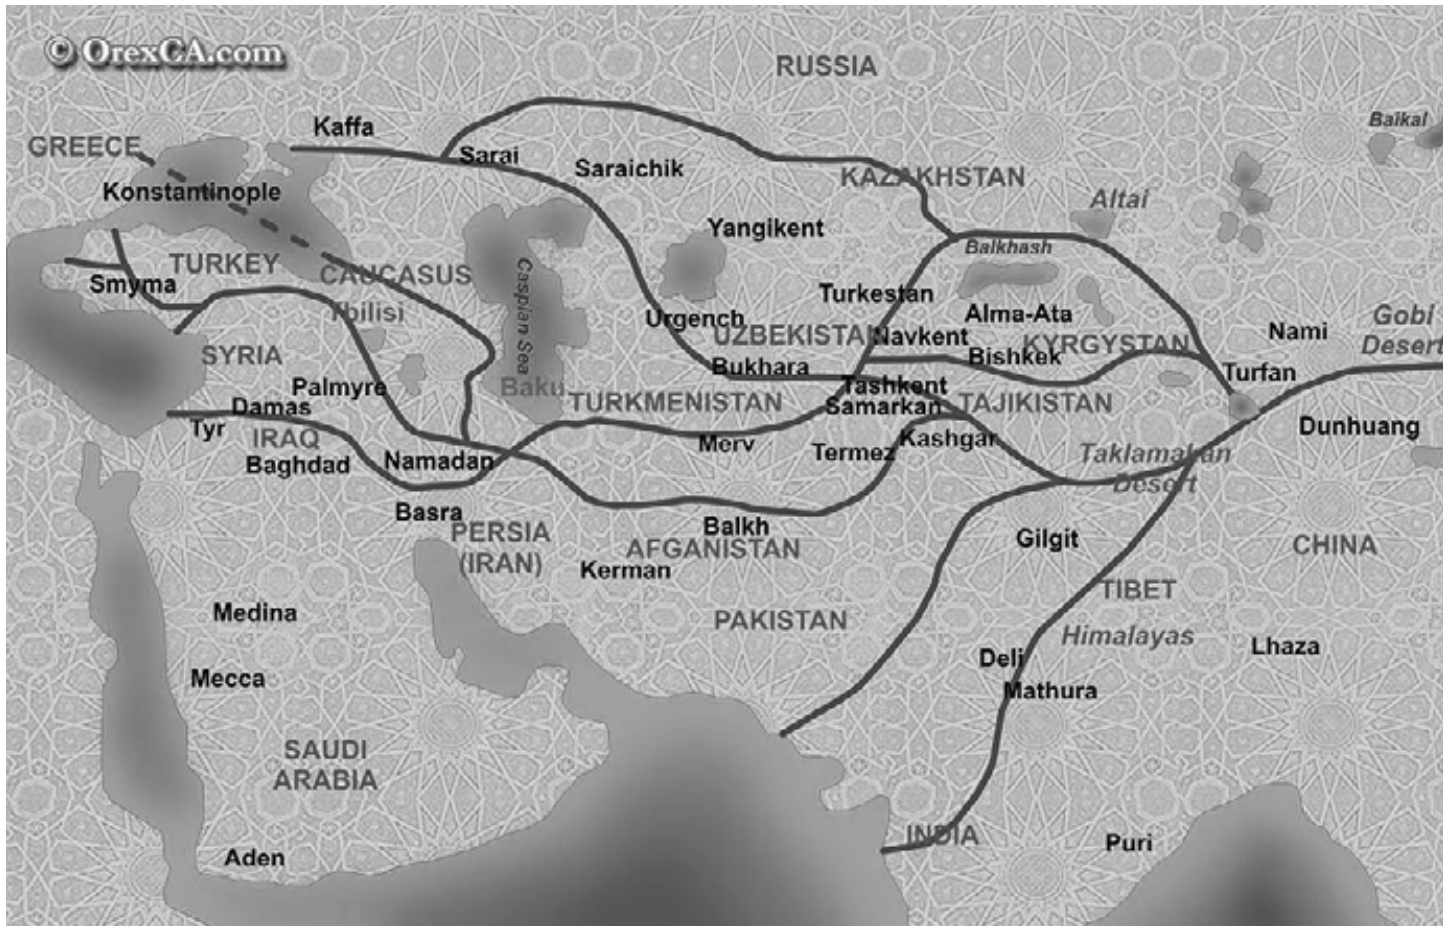 © OrexCA.com
RUSSIA
Baikal
Kaffa
GREECE
Sarai
Saraichik
KAZAKHSTAN
Konstantinople
Altai
Yangikent
Balkhash
TURKEY
CAUCASUS
Caspian Sea
Smyma
Turkestan
Tbilisi
Alma-Ata
Urgench
UZBEKISTAN
Navkent
KYRGYSTAN
Nami
Gobi
Desert
SYRIA
Bishkek
Bukhara
Turfan
Palmyre
Baku
Tashkent
Damas
TURKMENISTAN
Samarkan
TAJIKISTAN
Tyr
IRAQ
Dunhuang
Baghdad
Namadan
Merv
Termez
Kashgar
Taklamakan
Desert
Basra
PERSIA
(IRAN)
Balkh
AFGANISTAN
Gilgit
CHINA
Kerman
TIBET
Medina
PAKISTAN
Himalayas
Lhaza
Deli
Mecca
Mathura
SAUDI
ARABIA
INDIA
Puri
Aden